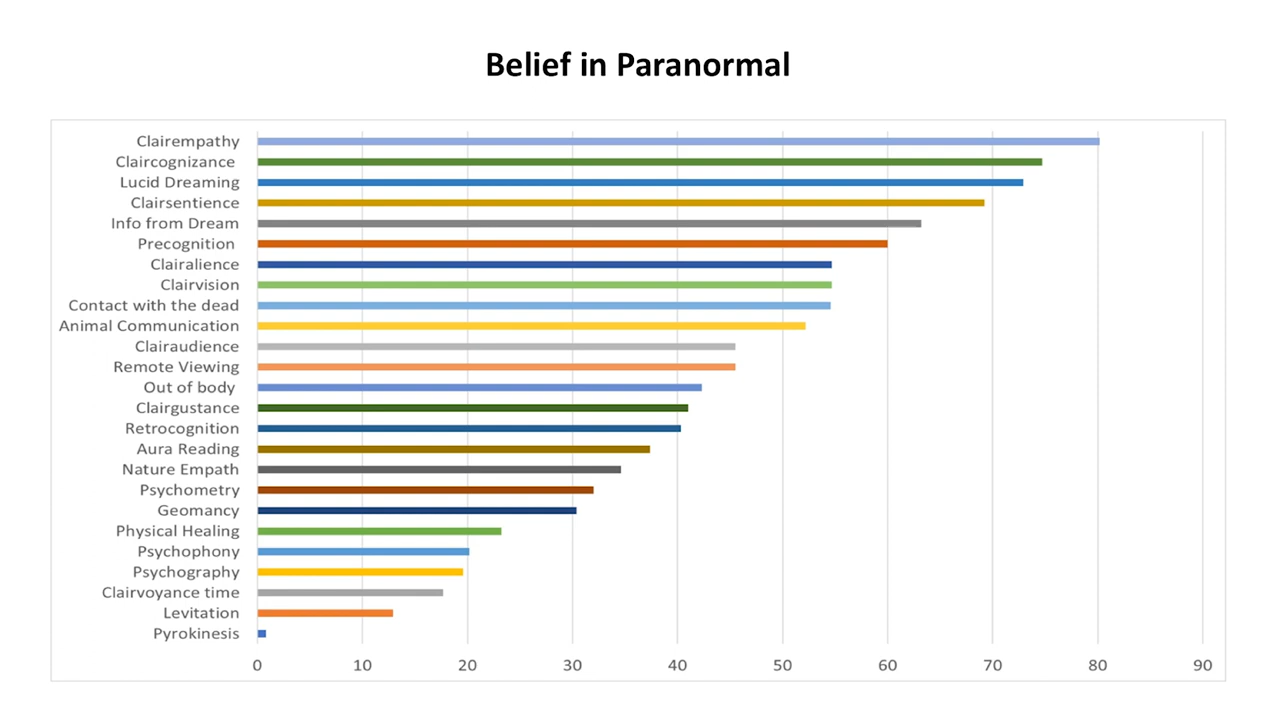 Belief in Paranormal
Clairempathy
Claircognizance
Lucid Dreaming
Clairsentience
Info from Dream
Precognition
Clairalience
Clairvision
Contact with the dead
Animal Communication
Clairaudience
Remote Viewing
Out of body
Clairgustance
Retrocognition
Aura Reading
Nature Empath
Psychometry
Geomancy
Physical Healing
Psychophony
Psychography
Clairvoyance time
Levitation
Pyrokinesis
0 10 20 30 40 50 60 70 80 90